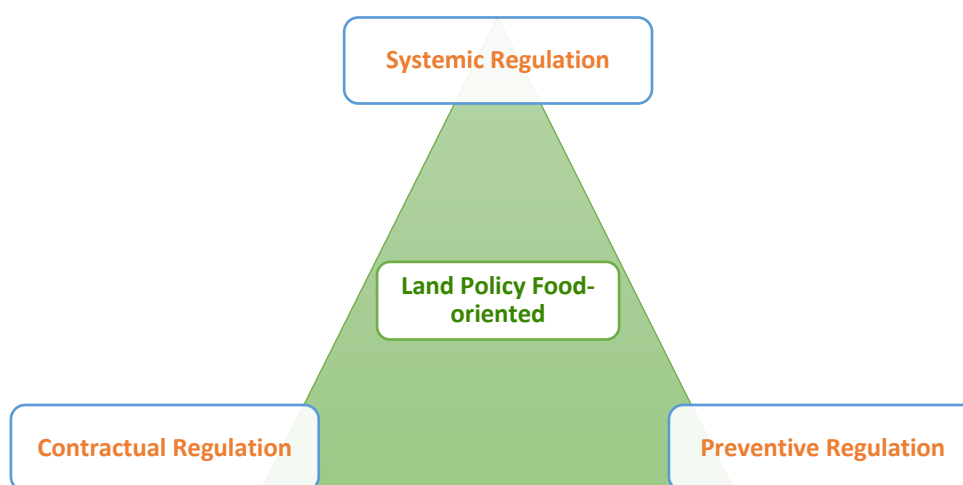 Systemic Regulation
Land Policy Food-
oriented
Contractual Regulation
Preventive Regulation